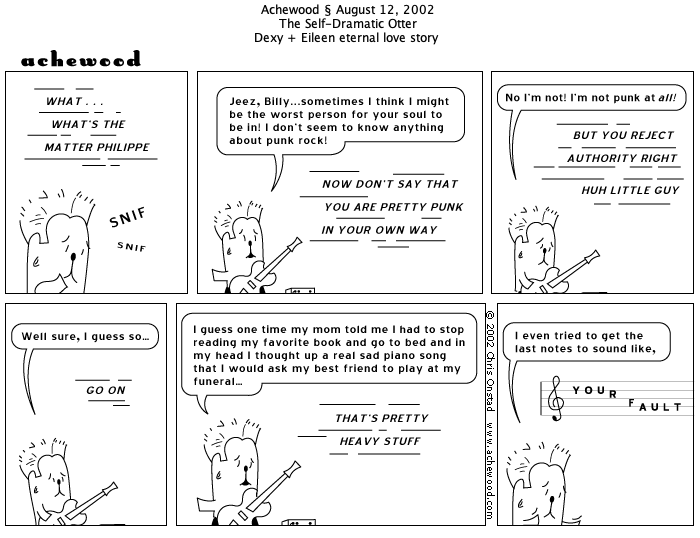 Achewood § August 12, 2002
The Self-Dramatic Otter
Dexy + Eileen eternal love story
achewood
WHAT . . .
WHAT'S THE
MATTER PHILIPPE
SNIF
SNIF
Jeez, Billy...sometimes I think I might
be the worst person for your soul to
be in! I don't seem to know anything
about punk rock!
NOW DON'T SAY THAT
YOU ARE PRETTY PUNK
IN YOUR OWN WAY
No I'm not! I'm not punk at all!
BUT YOU REJECT
AUTHORITY RIGHT
HUH LITTLE GUY
Well sure, I guess so...
GO ON
I guess one time my mom told me I had to stop
reading my favorite book and go to bed and in
my head I thought up a real sad piano song
that I would ask my best friend to play at my
funeral...
THAT'S PRETTY
HEAVY STUFF
© 2002 Chris Onstad www.achewood.com
I even tried to get the
last notes to sound like,
YOUR FAULT